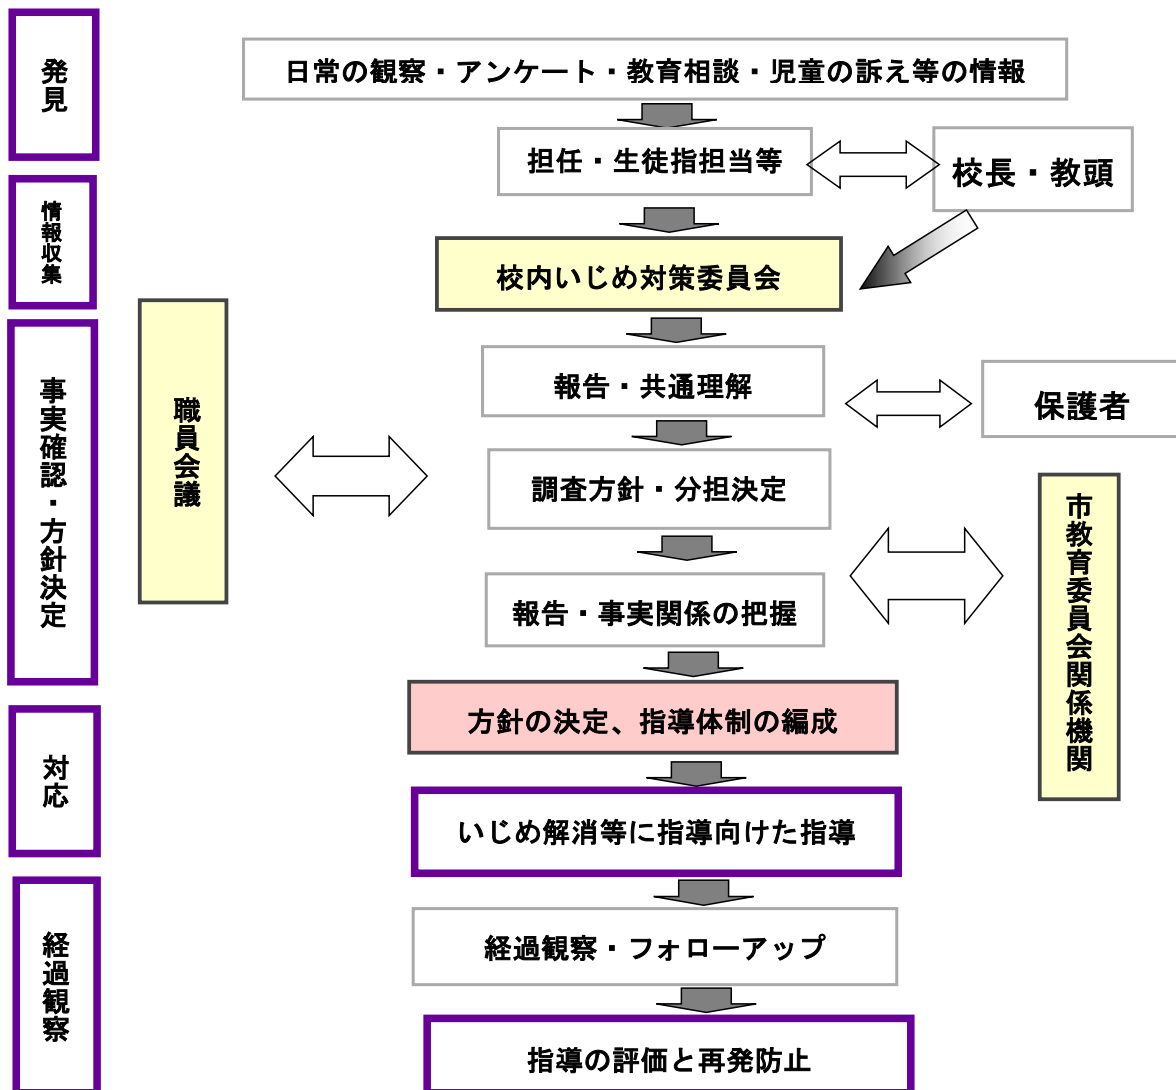 発見
日常の観察・アンケート・教育相談・児童の訴え等の情報
担任・生徒指担当等
校長・教頭
情報収集
校内いじめ対策委員会
事実確認・方針決定
職員会議
報告・共通理解
保護者
調査方針・分担決定
市教育委員会関係機関
報告・事実関係の把握
方針の決定、指導体制の編成
対応
いじめ解消等に指導向けた指導
経過観察
経過観察・フォローアップ
指導の評価と再発防止